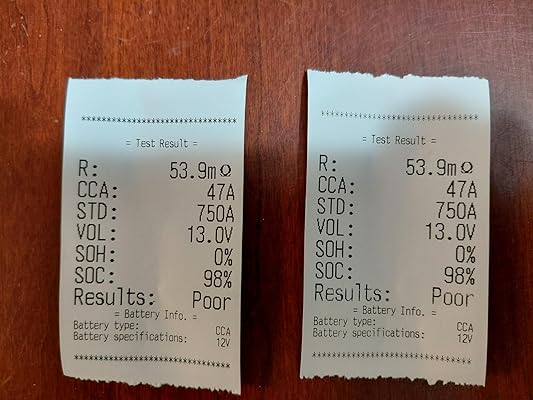 ***********************************
= Test Result =
R: 53.9mΩ
CCA: 47A
STD: 750A
VOL: 13.0V
SOH: 0%
SOC: 98%
Results: Poor
= Battery Info. =
Battery type: CCA
Battery specifications: 12V
***********************************
***********************************
= Test Result =
R: 53.9mΩ
CCA: 47A
STD: 750A
VOL: 13.0V
SOH: 0%
SOC: 98%
Results: Poor
= Battery Info. =
Battery type: CCA
Battery specifications: 12V
***********************************